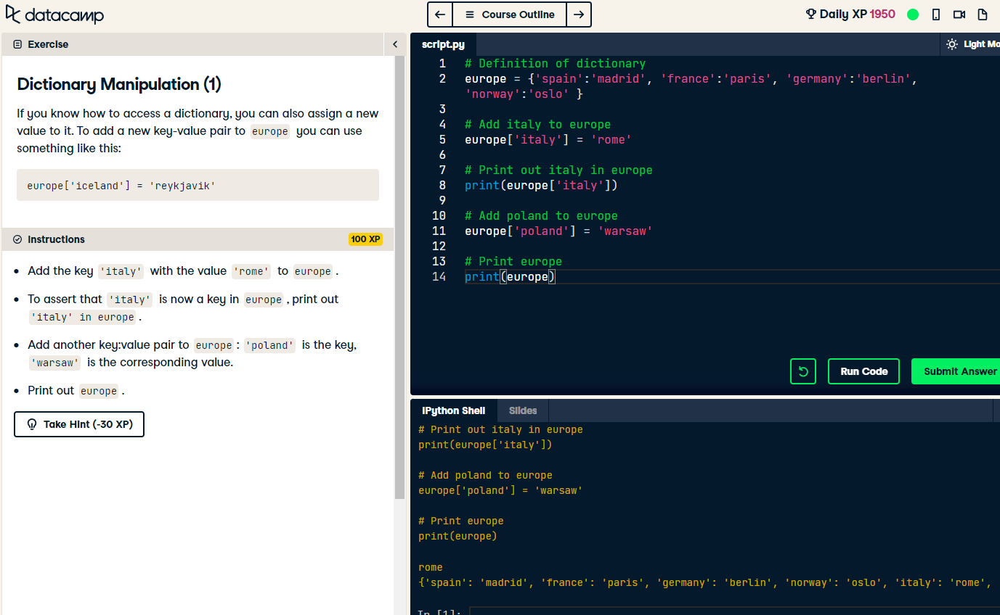 datacamp
Course Outline
Daily XP 1950
Exercise
Dictionary Manipulation (1)
If you know how to access a dictionary, you can also assign a new
value to it. To add a new key-value pair to europe you can use
something like this:
europe['iceland'] = 'reykjavik'
Instructions
100 XP
Add the key 'italy' with the value 'rome' to europe.
To assert that 'italy' is now a key in europe, print out
'italy' in europe.
Add another key:value pair to europe: 'poland' is the key,
'warsaw' is the corresponding value.
Print out europe.
Take Hint (-30 XP)
script.py
Light Mo
1 # Definition of dictionary
2 europe = {'spain':'madrid', 'france':'paris', 'germany':'berlin',
'norway':'oslo' }
3
4 # Add italy to europe
5 europe['italy'] = 'rome'
6
7 # Print out italy in europe
8 print(europe['italy'])
9
10 # Add poland to europe
11 europe['poland'] = 'warsaw'
12
13 # Print europe
14 print(europe)
Run Code
Submit Answer
IPython Shell
Slides
# Print out italy in europe
print(europe['italy'])
# Add poland to europe
europe['poland'] = 'warsaw'
# Print europe
print(europe)
rome
{'spain': 'madrid', 'france': 'paris', 'germany': 'berlin', 'norway': 'oslo', 'italy': 'rome',
In [1]: